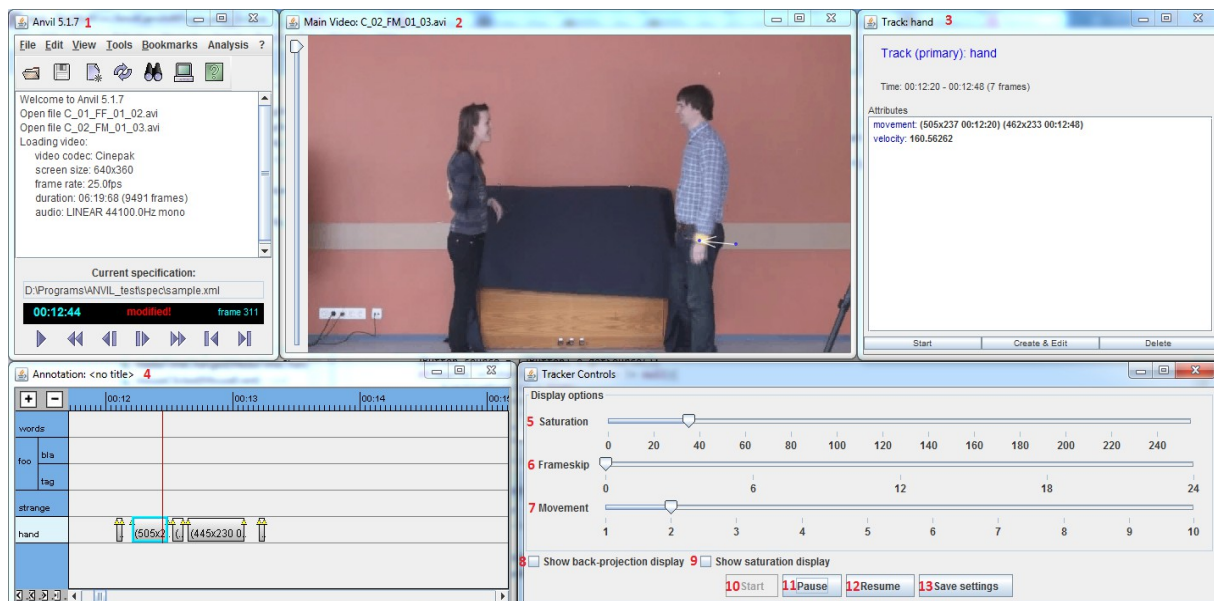 Anvil 5.1.7 1
File Edit View Tools Bookmarks Analysis ?
Welcome to Anvil 5.1.7
Open file C_01_FF_01_02.avi
Open file C_02_FM_01_03.avi
Loading video:
video codec: Cinepak
screen size: 640x360
frame rate: 25.0fps
duration: 06:19:68 (9491 frames)
audio: LINEAR 44100.0Hz mono
Current specification:
D:\Programs\ANVIL_test\spec\sample.xml
00:12:44 modified! frame 311
Main Video: C_02_FM_01_03.avi 2
Track: hand 3
Track (primary): hand
Time: 00:12:20 - 00:12:48 (7 frames)
Attributes
movement: (505x237 00:12:20) (462x233 00:12:48)
velocity: 160.56262
Start Create & Edit Delete
Annotation: <no title> 4
+ -
00:12 00:13 00:14
words
foo bla
tag
strange
hand (505x2 (. (445x230 0.
Tracker Controls
Display options
5 Saturation
0 20 40 60 80 100 120 140 160 180 200 220 240
6 Frameskip
0 6 12 18 24
7 Movement
1 2 3 4 5 6 7 8 9 10
8 Show back-projection display 9 Show saturation display
10 Start 11 Pause 12 Resume 13 Save settings